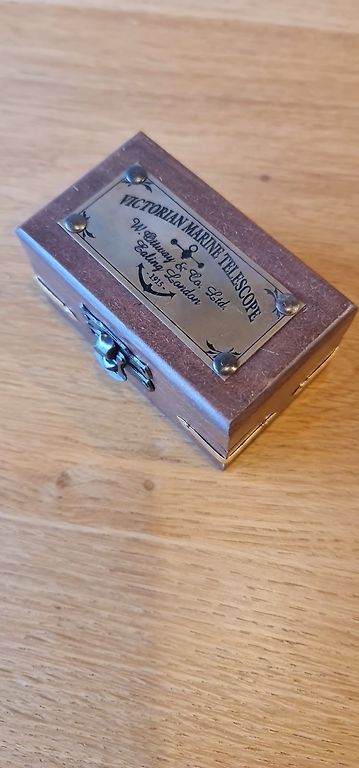 VICTORIAN MARINE TELESCOPE
W. Ottway & Co. Ltd
Ealing London
1915.